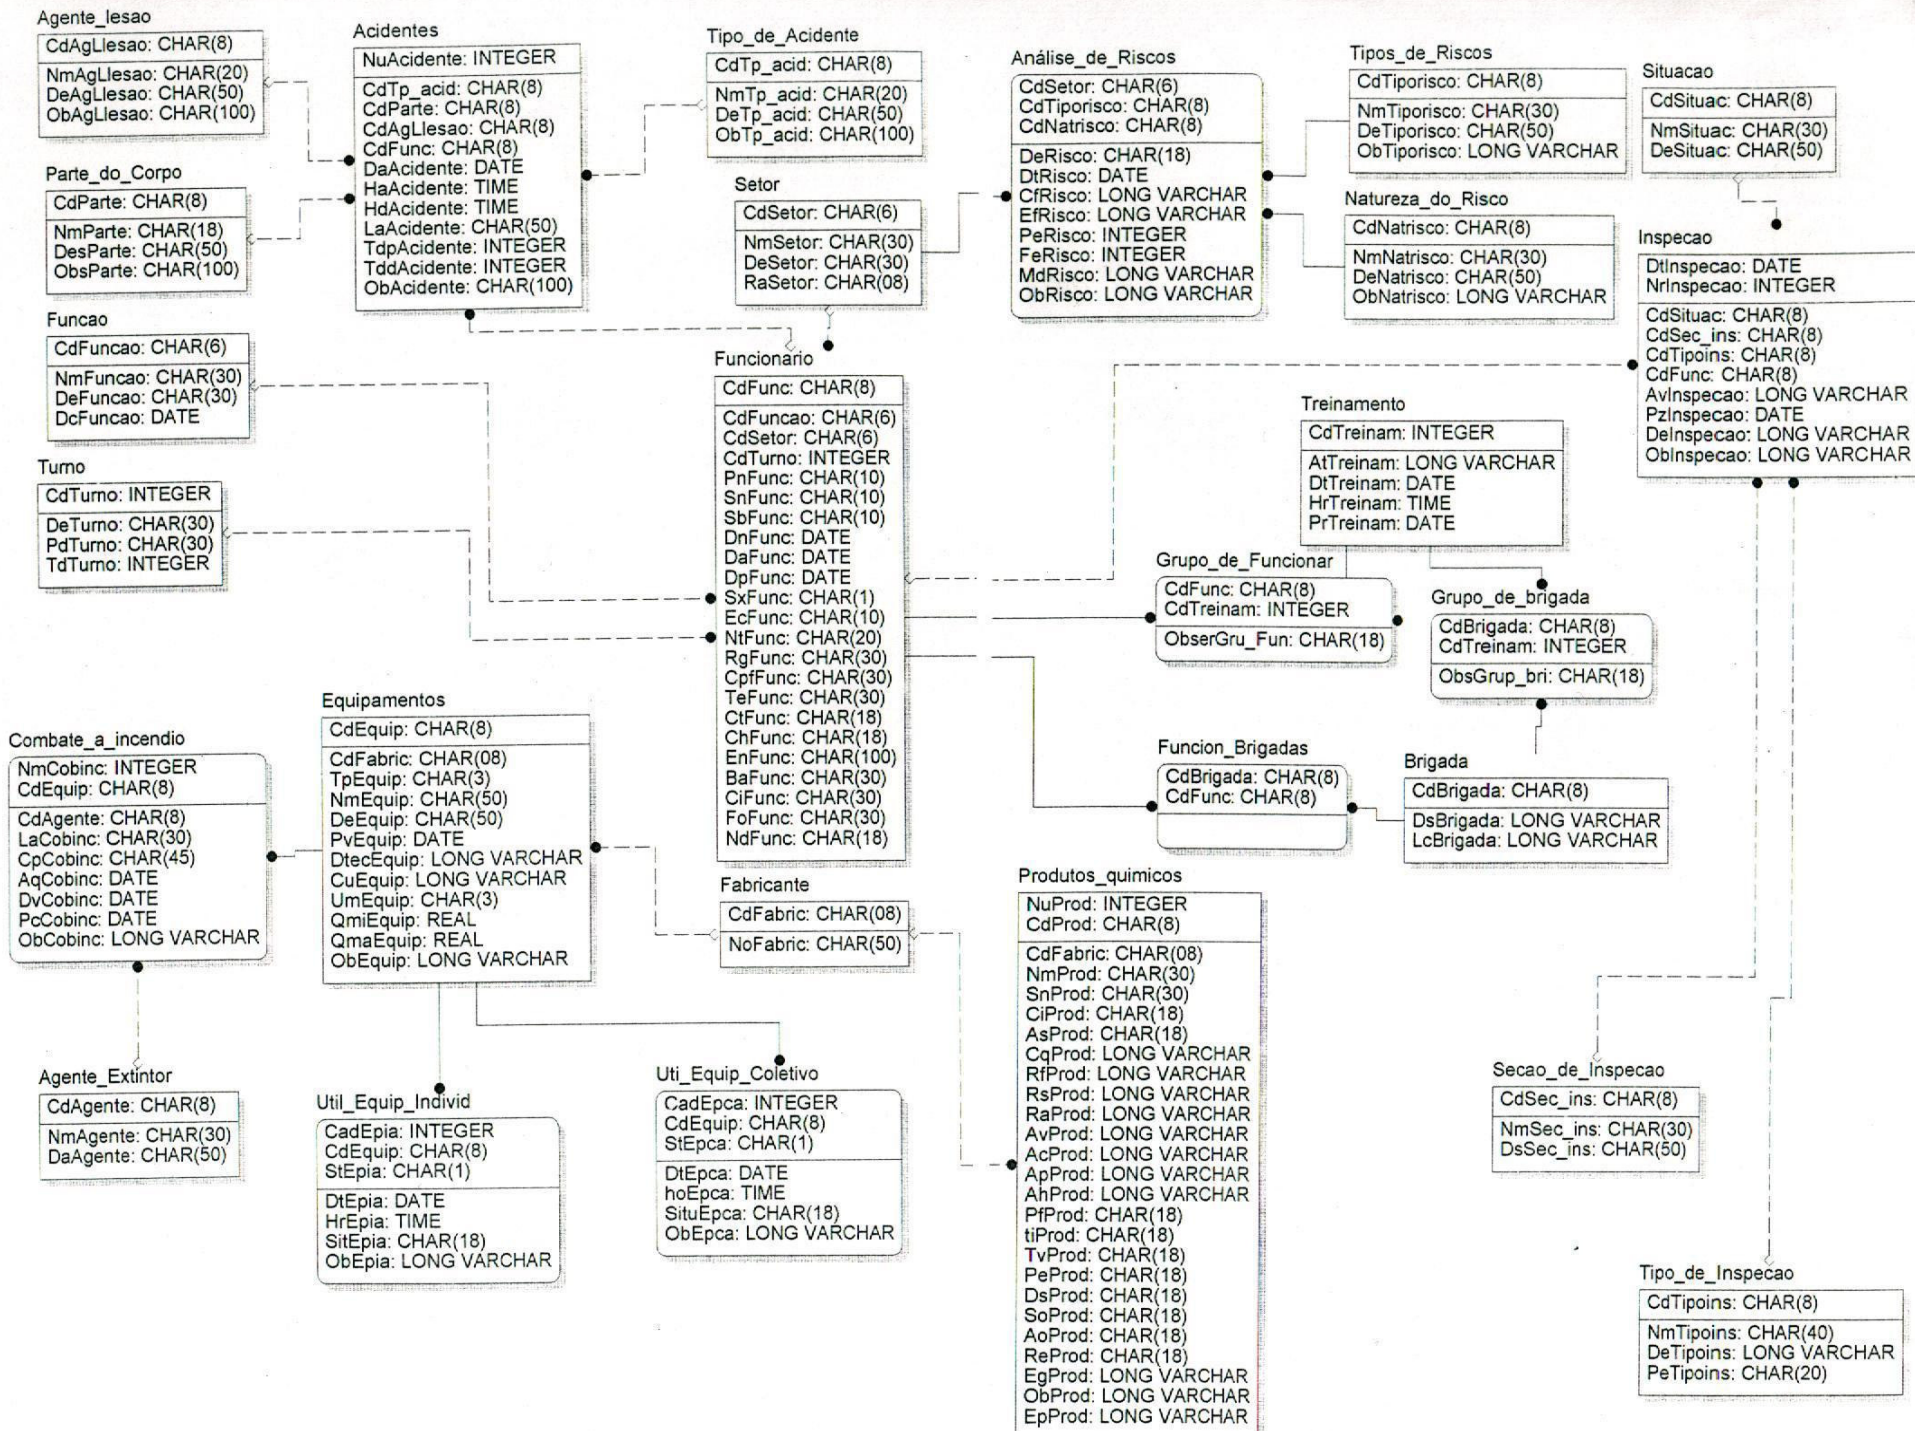 Agente_lesao
CdAgLlesao: CHAR(8)
NmAgLlesao: CHAR(20)
DeAgLlesao: CHAR(50)
ObAgLlesao: CHAR(100)
Acidentes
NuAcidente: INTEGER
CdTp_acid: CHAR(8)
CdParte: CHAR(8)
CdAgLlesao: CHAR(8)
CdFunc: CHAR(8)
DaAcidente: DATE
HaAcidente: TIME
HdAcidente: TIME
LaAcidente: CHAR(50)
TdpAcidente: INTEGER
TddAcidente: INTEGER
ObAcidente: CHAR(100)
Tipo_de_Acidente
CdTp_acid: CHAR(8)
NmTp_acid: CHAR(20)
DeTp_acid: CHAR(50)
ObTp_acid: CHAR(100)
Análise_de_Riscos
CdSetor: CHAR(6)
CdTiporisco: CHAR(8)
CdNatrisco: CHAR(8)
DeRisco: CHAR(18)
DtRisco: DATE
CfRisco: LONG VARCHAR
EfRisco: LONG VARCHAR
PeRisco: INTEGER
FeRisco: INTEGER
MdRisco: LONG VARCHAR
ObRisco: LONG VARCHAR
Tipos_de_Riscos
CdTiporisco: CHAR(8)
NmTiporisco: CHAR(30)
DeTiporisco: CHAR(50)
ObTiporisco: LONG VARCHAR
Situacao
CdSituac: CHAR(8)
NmSituac: CHAR(30)
DeSituac: CHAR(50)
Parte_do_Corpo
CdParte: CHAR(8)
NmParte: CHAR(18)
DesParte: CHAR(50)
ObsParte: CHAR(100)
Setor
CdSetor: CHAR(6)
NmSetor: CHAR(30)
DeSetor: CHAR(30)
RaSetor: CHAR(08)
Natureza_do_Risco
CdNatrisco: CHAR(8)
NmNatrisco: CHAR(30)
DeNatrisco: CHAR(50)
ObNatrisco: LONG VARCHAR
Inspecao
DtInspecao: DATE
NrInspecao: INTEGER
CdSituac: CHAR(8)
CdSec_ins: CHAR(8)
CdTipoins: CHAR(8)
CdFunc: CHAR(8)
AvInspecao: LONG VARCHAR
PzInspecao: DATE
DeInspecao: LONG VARCHAR
ObInspecao: LONG VARCHAR
Funcao
CdFuncao: CHAR(6)
NmFuncao: CHAR(30)
DeFuncao: CHAR(30)
DcFuncao: DATE
Turno
CdTurno: INTEGER
DeTurno: CHAR(30)
PdTurno: CHAR(30)
TdTurno: INTEGER
Funcionario
CdFunc: CHAR(8)
CdFuncao: CHAR(6)
CdSetor: CHAR(6)
CdTurno: INTEGER
PnFunc: CHAR(10)
SnFunc: CHAR(10)
SbFunc: CHAR(10)
DnFunc: DATE
DaFunc: DATE
DpFunc: DATE
SxFunc: CHAR(1)
EcFunc: CHAR(10)
NtFunc: CHAR(20)
RgFunc: CHAR(30)
CpfFunc: CHAR(30)
TeFunc: CHAR(30)
CtFunc: CHAR(18)
ChFunc: CHAR(18)
EnFunc: CHAR(100)
BaFunc: CHAR(30)
CiFunc: CHAR(30)
FoFunc: CHAR(30)
NdFunc: CHAR(18)
Treinamento
CdTreinam: INTEGER
AtTreinam: LONG VARCHAR
DtTreinam: DATE
HrTreinam: TIME
PrTreinam: DATE
Grupo_de_Funcionar
CdFunc: CHAR(8)
CdTreinam: INTEGER
ObserGru_Fun: CHAR(18)
Grupo_de_brigada
CdBrigada: CHAR(8)
CdTreinam: INTEGER
ObsGrup_bri: CHAR(18)
Combate_a_incendio
NmCobinc: INTEGER
CdEquip: CHAR(8)
CdAgente: CHAR(8)
LaCobinc: CHAR(30)
CpCobinc: CHAR(45)
AqCobinc: DATE
DvCobinc: DATE
PcCobinc: DATE
ObCobinc: LONG VARCHAR
Equipamentos
CdEquip: CHAR(8)
CdFabric: CHAR(08)
TpEquip: CHAR(3)
NmEquip: CHAR(50)
DeEquip: CHAR(50)
PvEquip: DATE
DtecEquip: LONG VARCHAR
CuEquip: LONG VARCHAR
UmEquip: CHAR(3)
QmiEquip: REAL
QmaEquip: REAL
ObEquip: LONG VARCHAR
Funcion_Brigadas
CdBrigada: CHAR(8)
CdFunc: CHAR(8)
Brigada
CdBrigada: CHAR(8)
DsBrigada: LONG VARCHAR
LcBrigada: LONG VARCHAR
Fabricante
CdFabric: CHAR(08)
NoFabric: CHAR(50)
Produtos_quimicos
NuProd: INTEGER
CdProd: CHAR(8)
CdFabric: CHAR(08)
NmProd: CHAR(30)
SnProd: CHAR(30)
CiProd: CHAR(18)
AsProd: CHAR(18)
CqProd: LONG VARCHAR
RfProd: LONG VARCHAR
RsProd: LONG VARCHAR
RaProd: LONG VARCHAR
AvProd: LONG VARCHAR
AcProd: LONG VARCHAR
ApProd: LONG VARCHAR
AhProd: LONG VARCHAR
PfProd: CHAR(18)
tiProd: CHAR(18)
TvProd: CHAR(18)
PeProd: CHAR(18)
DsProd: CHAR(18)
SoProd: CHAR(18)
AoProd: CHAR(18)
ReProd: CHAR(18)
EgProd: LONG VARCHAR
ObProd: LONG VARCHAR
EpProd: LONG VARCHAR
Agente_Extintor
CdAgente: CHAR(8)
NmAgente: CHAR(30)
DaAgente: CHAR(50)
Util_Equip_Individ
CadEpia: INTEGER
CdEquip: CHAR(8)
StEpia: CHAR(1)
DtEpia: DATE
HrEpia: TIME
SitEpia: CHAR(18)
ObEpia: LONG VARCHAR
Uti_Equip_Coletivo
CadEpca: INTEGER
CdEquip: CHAR(8)
StEpca: CHAR(1)
DtEpca: DATE
hoEpca: TIME
SituEpca: CHAR(18)
ObEpca: LONG VARCHAR
Secao_de_Inspecao
CdSec_ins: CHAR(8)
NmSec_ins: CHAR(30)
DsSec_ins: CHAR(50)
Tipo_de_Inspecao
CdTipoins: CHAR(8)
NmTipoins: CHAR(40)
DeTipoins: LONG VARCHAR
PeTipoins: CHAR(20)